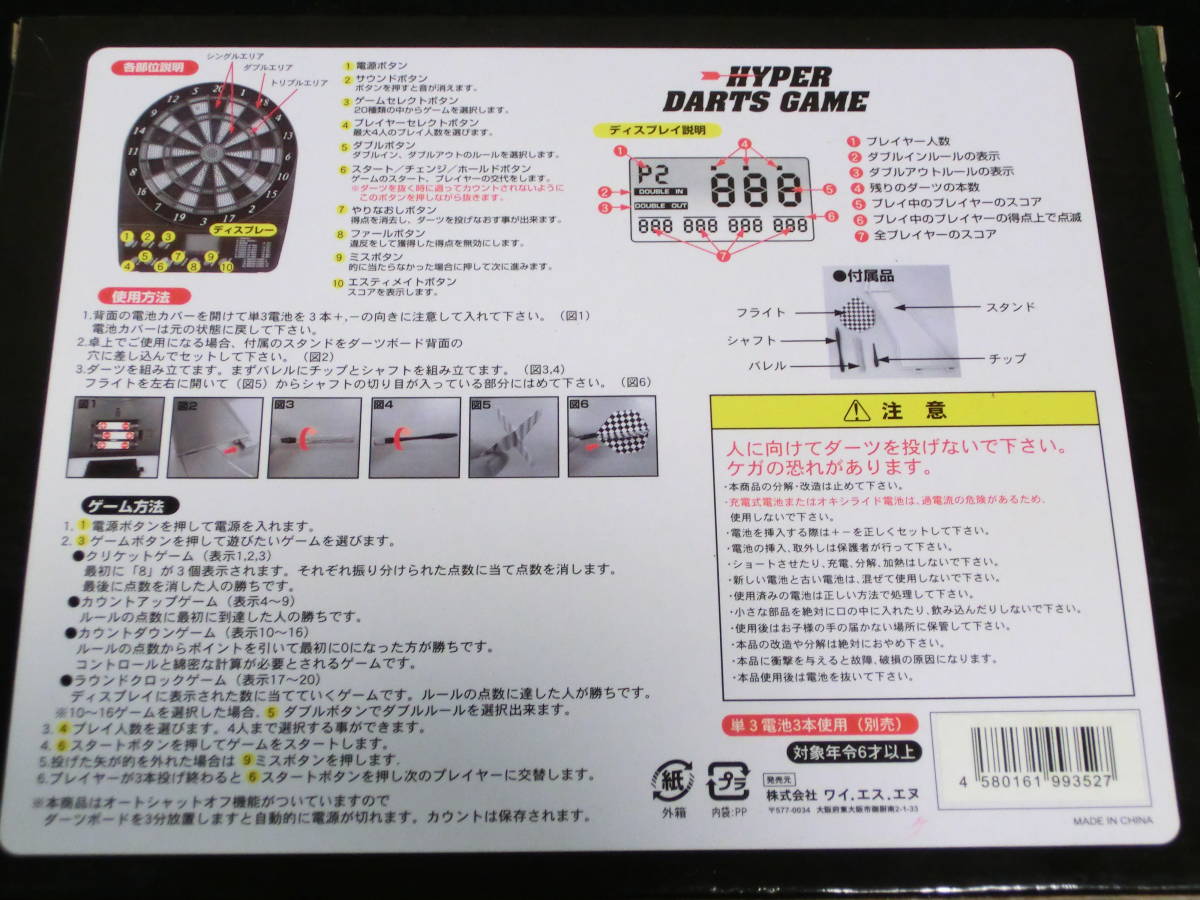 各部位説明
シングルエリア
ダブルエリア
トリプルエリア
20
1
18
4
13
6
10
15
2
17
3
19
7
16
8
11
14
9
12
5
ディスプレー
1 2 3
4 5 6 7 8 9 10
1 電源ボタン
2 サウンドボタン
ボタンを押すと音が消えます。
3 ゲームセレクトボタン
20種類の中からゲームを選択します。
4 プレイヤーセレクトボタン
最大4人のプレイ人数を選びます。
5 ダブルボタン
ダブルイン、ダブルアウトのルールを選択します。
6 スタート/チェンジ/ホールドボタン
ゲームのスタート、プレイヤーの交代をします。
※ダーツを抜く時に誤ってカウントされないように
このボタンを押しながら抜きます。
7 やりなおしボタン
得点を消去し、ダーツを投げなおす事が出来ます。
8 ファールボタン
違反をして獲得した得点を無効にします。
9 ミスボタン
的に当たらなかった場合に押して次に進みます。
10 エスティメイトボタン
スコアを表示します。
HYPER
DARTS GAME
ディスプレイ説明
P2
DOUBLE IN
DOUBLE OUT
888
888 888 888 888
1
2
3
4
5
6
7
1 プレイヤー人数
2 ダブルインルールの表示
3 ダブルアウトルールの表示
4 残りのダーツの本数
5 プレイ中のプレイヤーのスコア
6 プレイ中のプレイヤーの得点上で点滅
7 全プレイヤーのスコア
●付属品
フライト
シャフト
バレル
スタンド
チップ
使用方法
1.背面の電池カバーを開けて単3電池を3本+,-の向きに注意して入れて下さい。(図1)
電池カバーは元の状態に戻して下さい。
2.卓上でご使用になる場合、付属のスタンドをダーツボード背面の
穴に差し込んでセットして下さい。(図2)
3.ダーツを組み立てます。まずバレルにチップとシャフトを組み立てます。(図3,4)
フライトを左右に開いて(図5)からシャフトの切り目が入っている部分にはめて下さい。(図6)
図1
図2
図3
図4
図5
図6
ゲーム方法
1. 1 電源ボタンを押して電源を入れます。
2. 3 ゲームボタンを押して遊びたいゲームを選びます。
●クリケットゲーム(表示1,2,3)
最初に「8」が3個表示されます。それぞれ振り分けられた点数に当て点数を消します。
最後に点数を消した人の勝ちです。
●カウントアップゲーム(表示4〜9)
ルールの点数に最初に到達した人の勝ちです。
●カウントダウンゲーム(表示10〜16)
ルールの点数からポイントを引いて最初に0になった方が勝ちです。
コントロールと綿密な計算が必要とされるゲームです。
●ラウンドクロックゲーム(表示17〜20)
ディスプレイに表示された数に当てていくゲームです。ルールの点数に達した人が勝ちです。
※10〜16ゲームを選択した場合、5 ダブルボタンでダブルルールを選択出来ます。
3. 4 プレイ人数を選びます。4人まで選択する事ができます。
4. 6 スタートボタンを押してゲームをスタートします。
5.投げた矢が的を外れた場合は 9 ミスボタンを押します.
6.プレイヤーが3本投げ終わると 6 スタートボタンを押し次のプレイヤーに交替します。
※本商品はオートシャットオフ機能がついていますので
ダーツボードを3分放置しますと自動的に電源が切れます。カウントは保存されます。
注意
人に向けてダーツを投げないで下さい。
ケガの恐れがあります。
・本商品の分解・改造は止めて下さい。
・充電式電池またはオキシライド電池は、過電流の危険があるため、
使用しないで下さい。
・電池を挿入する際は+-を正しくセットして下さい。
・電池の挿入、取外しは保護者が行って下さい。
・ショートさせたり、充電、分解、加熱はしないで下さい。
・新しい電池と古い電池は、混ぜて使用しないで下さい。
・使用済みの電池は正しい方法で処理して下さい。
・小さな部品を絶対に口の中に入れたり、飲み込んだりしないで下さい。
・使用後はお子様の手の届かない場所に保管して下さい。
・本品の改造や分解は絶対におやめ下さい。
・本品に衝撃を与えると故障、破損の原因になります。
・本品使用後は電池を抜いて下さい。
単3電池3本使用(別売)
対象年令6才以上
紙
外箱
プラ
内袋:PP
発売元
株式会社 ワイ.エス.エヌ
〒577-0034 大阪府東大阪市御厨南2-1-33
4 580161 993527
MADE IN CHINA